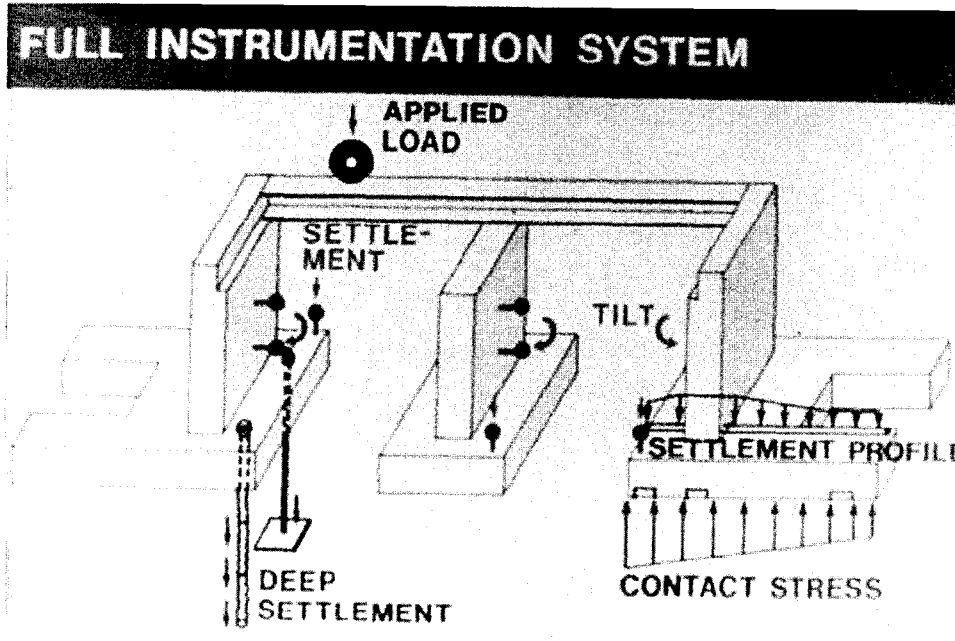 FULL INSTRUMENTATION SYSTEM
APPLIED
LOAD
SETTLE-
MENT
TILT
SETTLEMENT PROFILE
DEEP
SETTLEMENT
CONTACT STRESS